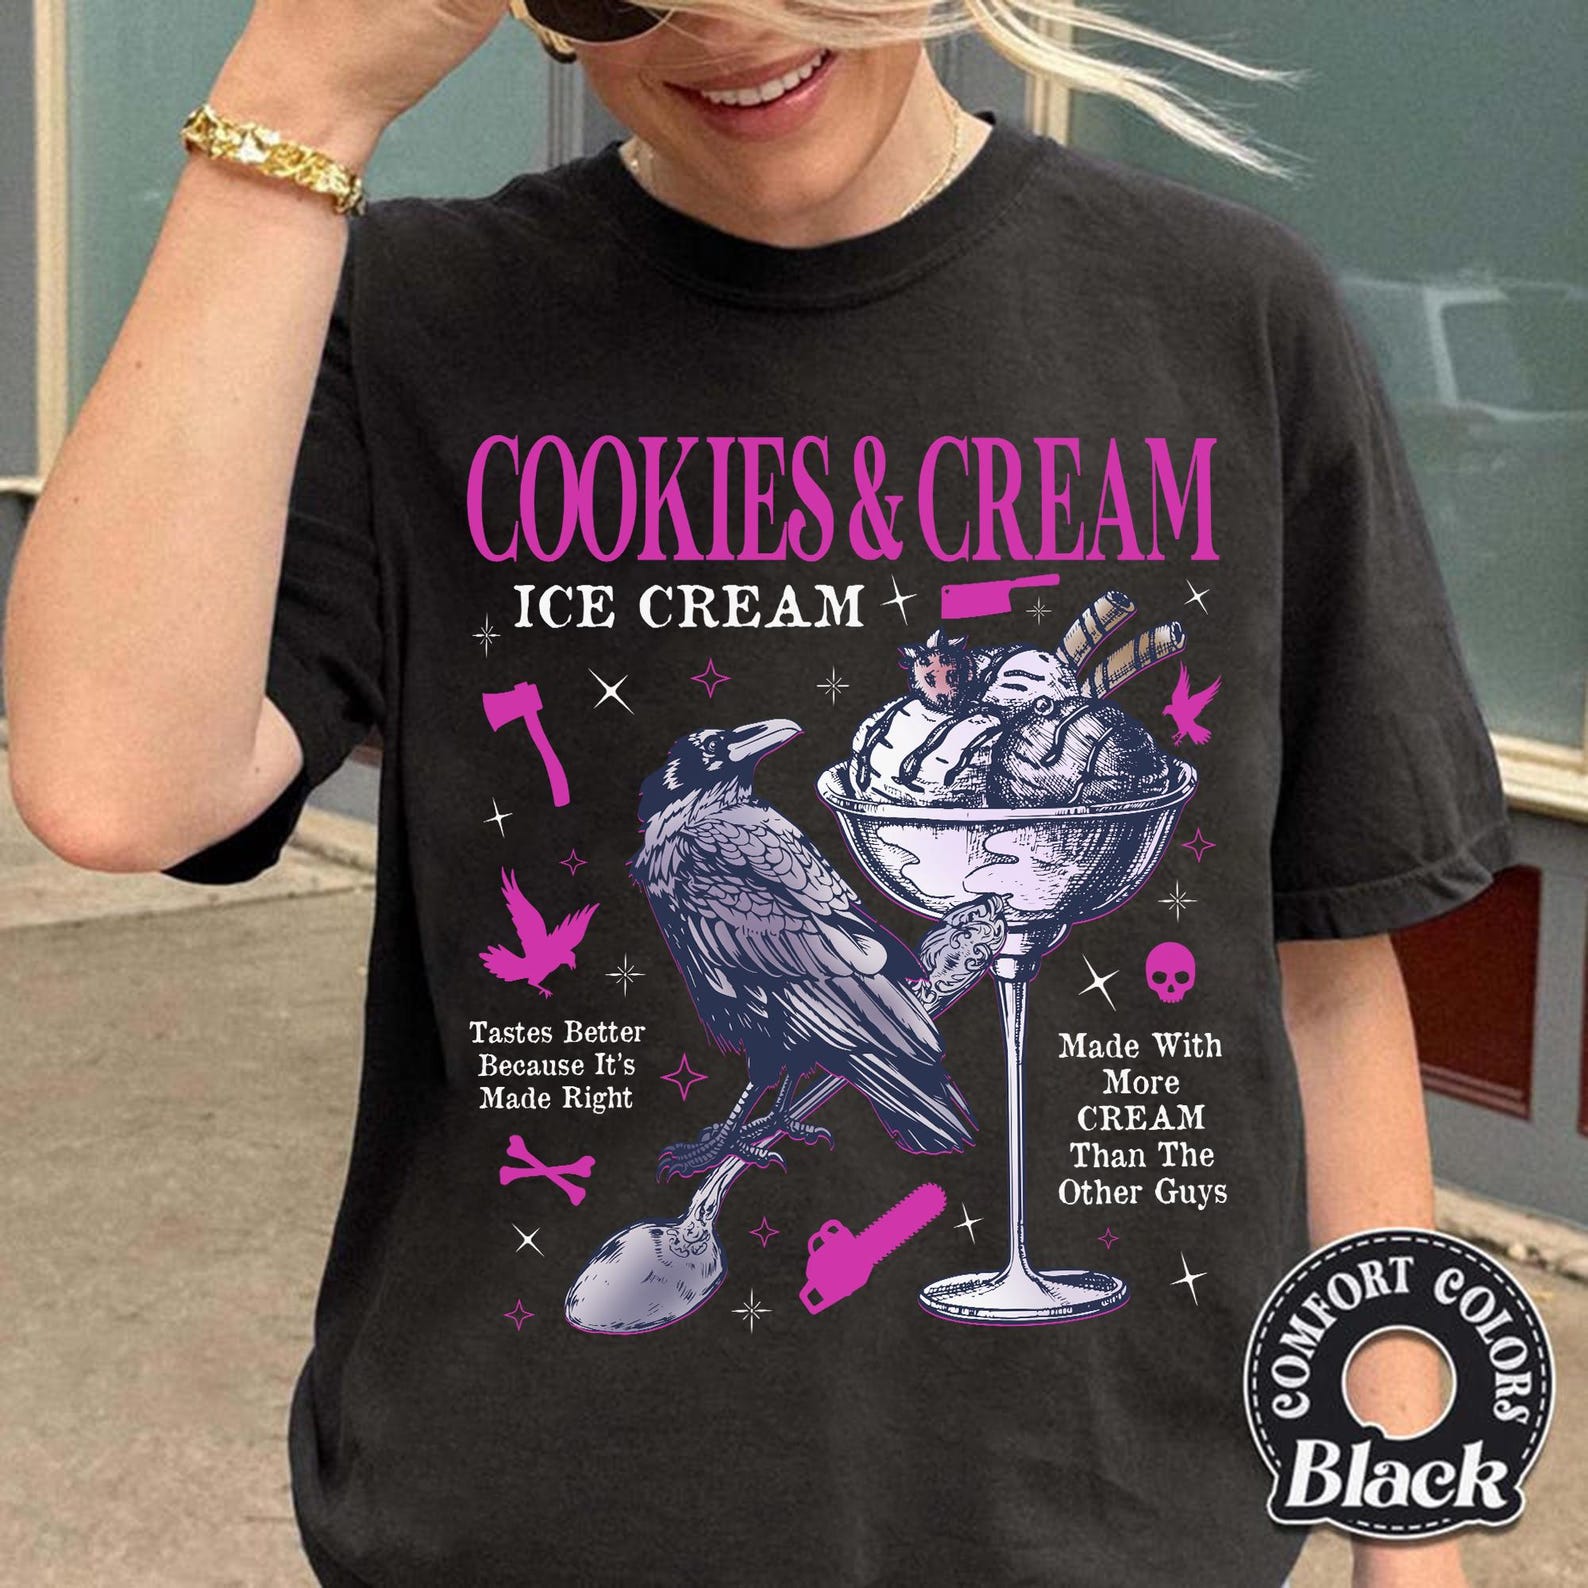 COOKIES & CREAM
ICE CREAM
Tastes Better
Because It's
Made Right
Made With
More
CREAM
Than The
Other Guys
COMFORT COLORS
Black